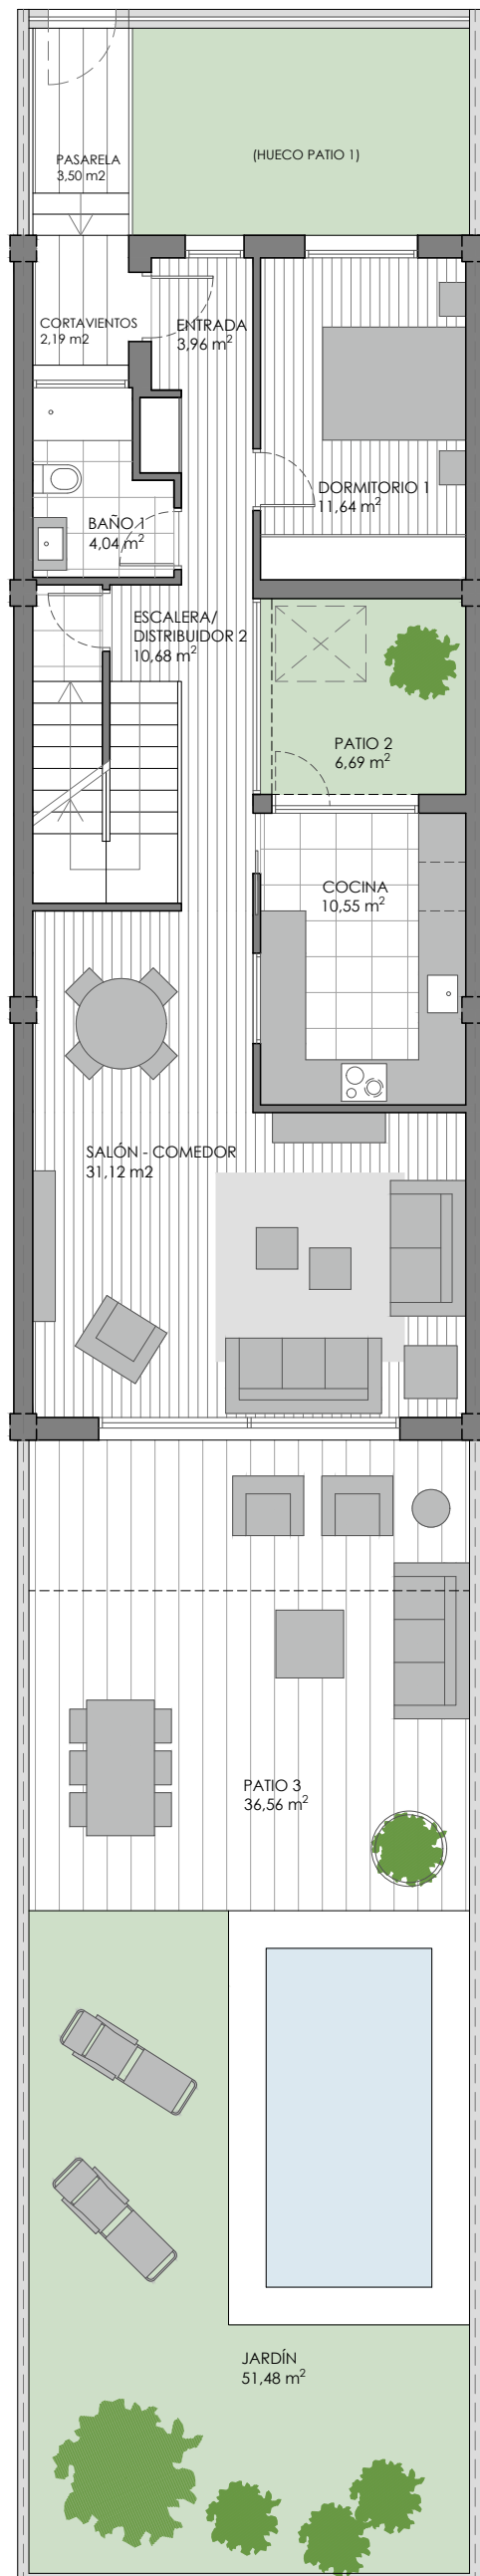 (HUECO PATIO 1)
PASARELA
3,50 m2
CORTAVIENTOS
2,19 m2
ENTRADA
3,96 m²
DORMITORIO 1
11,64 m²
BAÑO 1
4,04 m²
ESCALERA/
DISTRIBUIDOR 2
10,68 m²
PATIO 2
6,69 m²
COCINA
10,55 m²
SALÓN - COMEDOR
31,12 m2
PATIO 3
36,56 m²
JARDÍN
51,48 m²